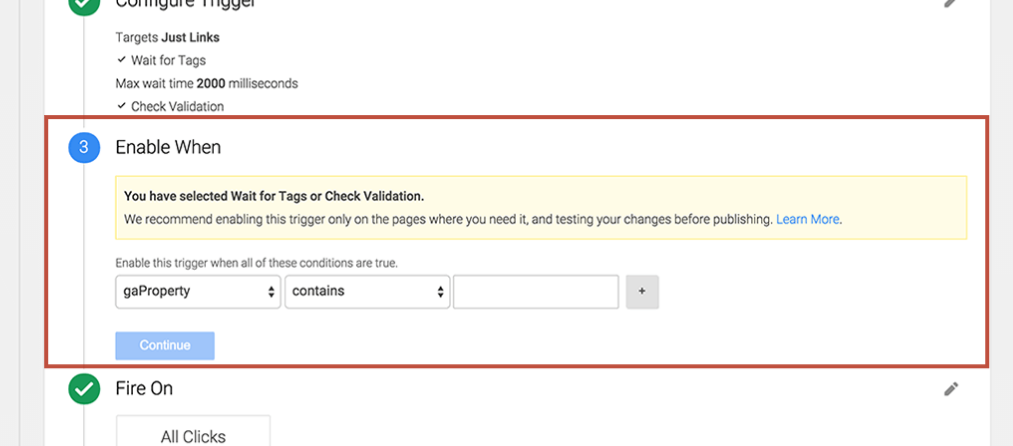 Configure Trigger
Targets Just Links
✓ Wait for Tags
Max wait time 2000 milliseconds
✓ Check Validation
3 Enable When
You have selected Wait for Tags or Check Validation.
We recommend enabling this trigger only on the pages where you need it, and testing your changes before publishing. Learn More.
Enable this trigger when all of these conditions are true.
gaProperty contains +
Continue
Fire On
All Clicks